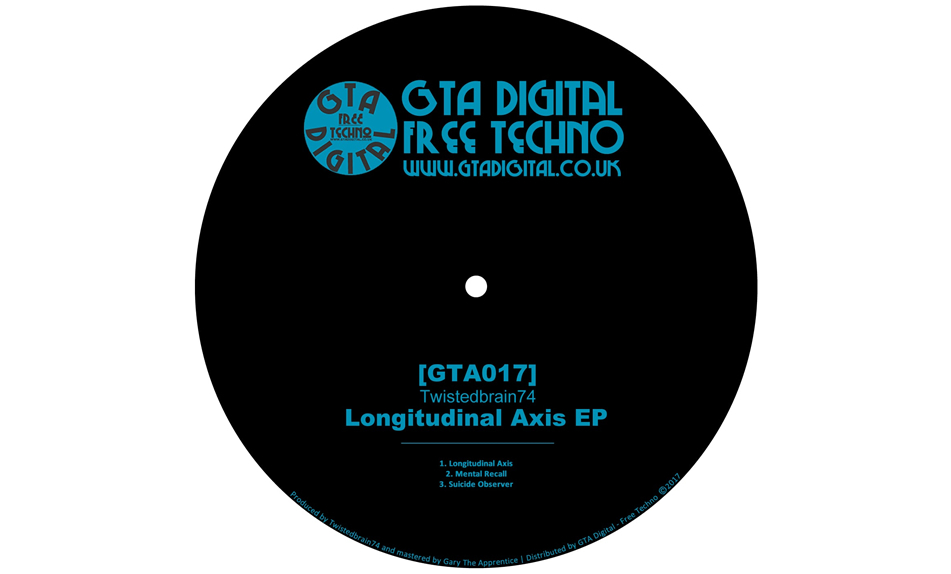 GTA
FREE
TECHNO
DIGITAL
GTA DIGITAL
FREE TECHNO
WWW.GTADIGITAL.CO.UK
[GTA017]
Twistedbrain74
Longitudinal Axis EP
1. Longitudinal Axis
2. Mental Recall
3. Suicide Observer
Produced by Twistedbrain74 and mastered by Gary The Apprentice | Distributed by GTA Digital - Free Techno ©2017